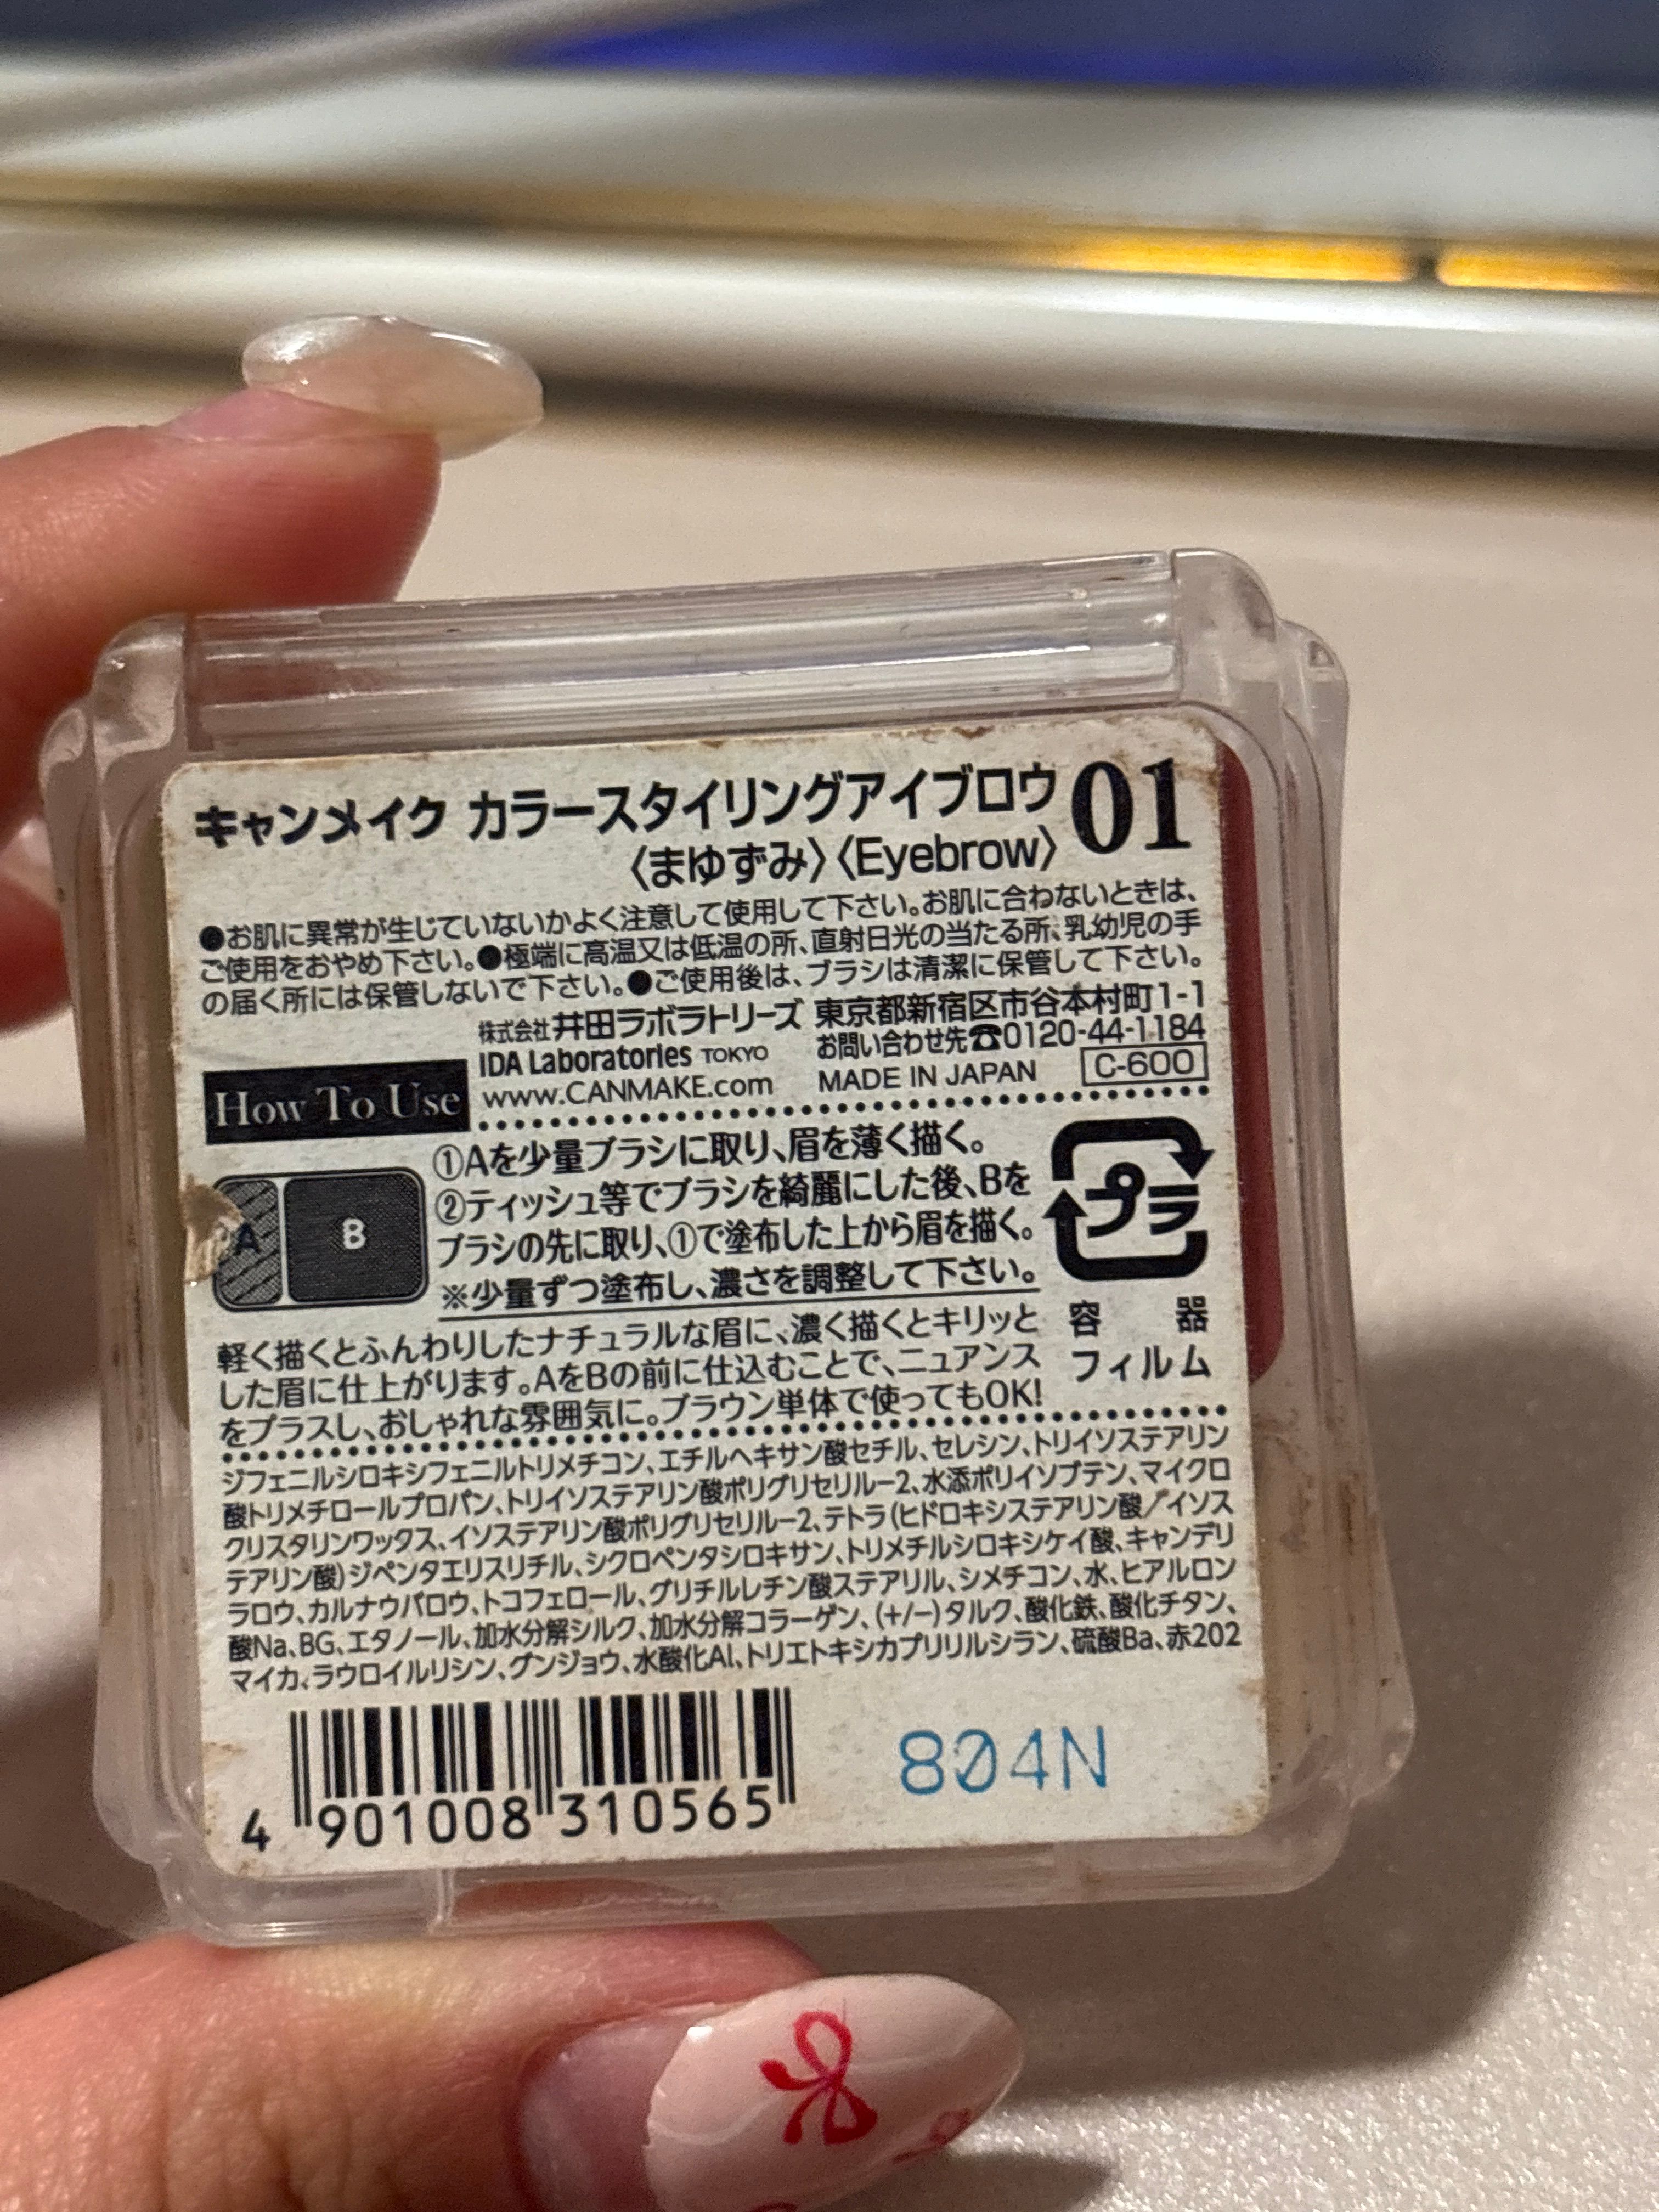 キャンメイク カラースタイリングアイブロウ 01
〈まゆずみ〉〈Eyebrow〉
●お肌に異常が生じていないかよく注意して使用して下さい。お肌に合わないときは、
ご使用をおやめ下さい。●極端に高温又は低温の所、直射日光の当たる所、乳幼児の手
の届く所には保管しないで下さい。●ご使用後は、ブラシは清潔に保管して下さい。
株式会社井田ラボラトリーズ 東京都新宿区市谷本村町1-1
IDA Laboratories TOKYO お問い合わせ先☎0120-44-1184
www.CANMAKE.com MADE IN JAPAN C-600
How To Use
A B
①Aを少量ブラシに取り、眉を薄く描く。
②ティッシュ等でブラシを綺麗にした後、Bを
ブラシの先に取り、①で塗布した上から眉を描く。
※少量ずつ塗布し、濃さを調整して下さい。
プラ
容器
フィルム
軽く描くとふんわりしたナチュラルな眉に、濃く描くとキリッと
した眉に仕上がります。AをBの前に仕込むことで、ニュアンス
をプラスし、おしゃれな雰囲気に。ブラウン単体で使ってもOK!
ジフェニルシロキシフェニルトリメチコン、エチルヘキサン酸セチル、セレシン、トリイソステアリン
酸トリメチロールプロパン、トリイソステアリン酸ポリグリセリル-2、水添ポリイソブテン、マイクロ
クリスタリンワックス、イソステアリン酸ポリグリセリル-2、テトラ(ヒドロキシステアリン酸/イソス
テアリン酸)ジペンタエリスリチル、シクロペンタシロキサン、トリメチルシロキシケイ酸、キャンデリ
ラロウ、カルナウバロウ、トコフェロール、グリチルレチン酸ステアリル、シメチコン、水、ヒアルロン
酸Na、BG、エタノール、加水分解シルク、加水分解コラーゲン、(+/-)タルク、酸化鉄、酸化チタン、
マイカ、ラウロイルリシン、グンジョウ、水酸化Al、トリエトキシカプリリルシラン、硫酸Ba、赤202
4 901008 310565
804N